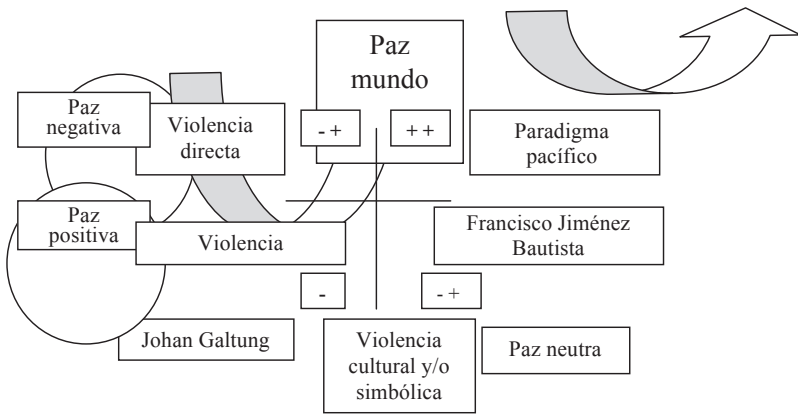 Paz
mundo
Paz
negativa
Violencia
directa
- +
+ +
Paradigma
pacífico
Paz
positiva
Violencia
Francisco Jiménez
Bautista
-
- +
Johan Galtung
Violencia
cultural y/o
simbólica
Paz neutra